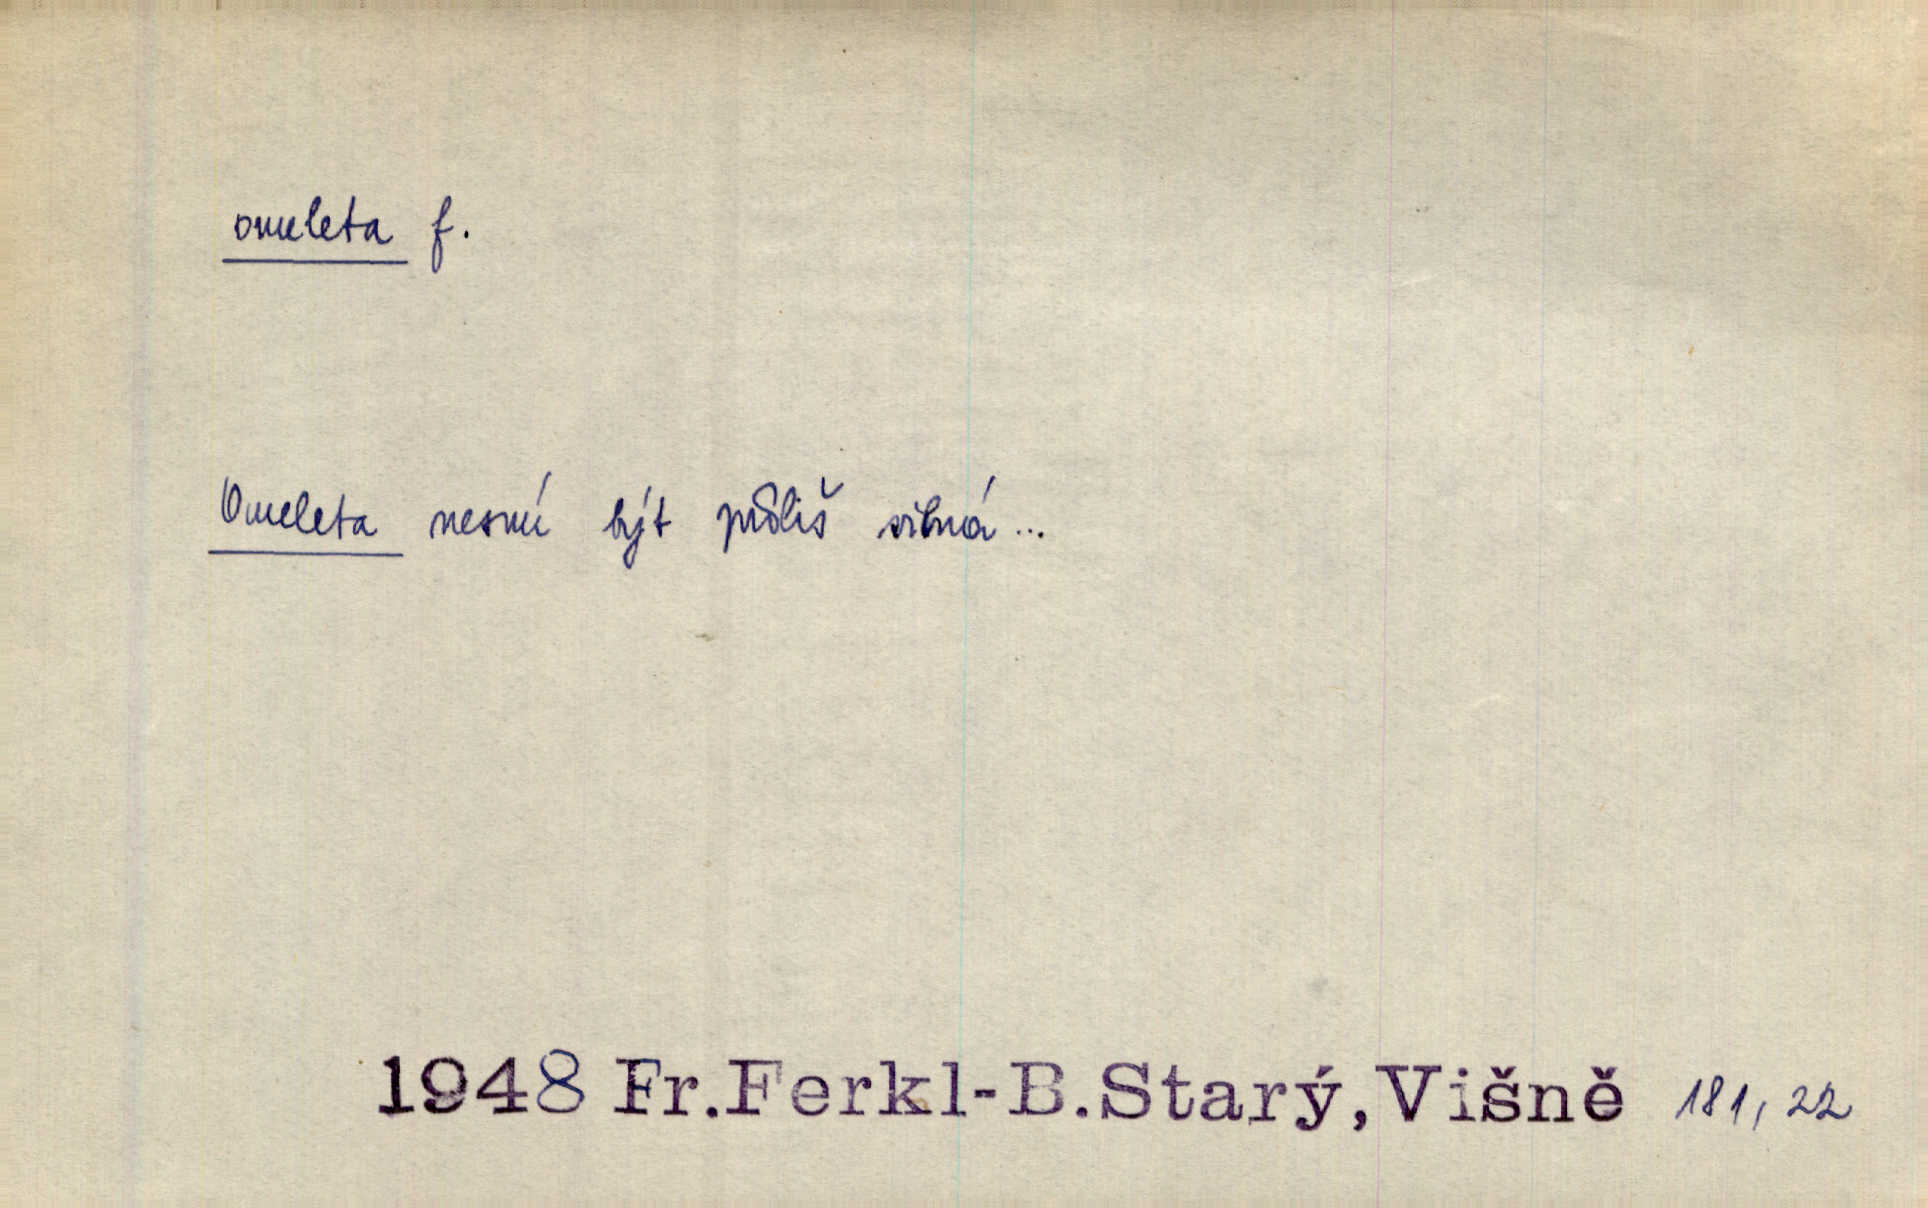 omeleta f.
Omeleta nesmí být příliš silná...
1948 Fr.Ferkl-B.Starý,Višně 181, 22